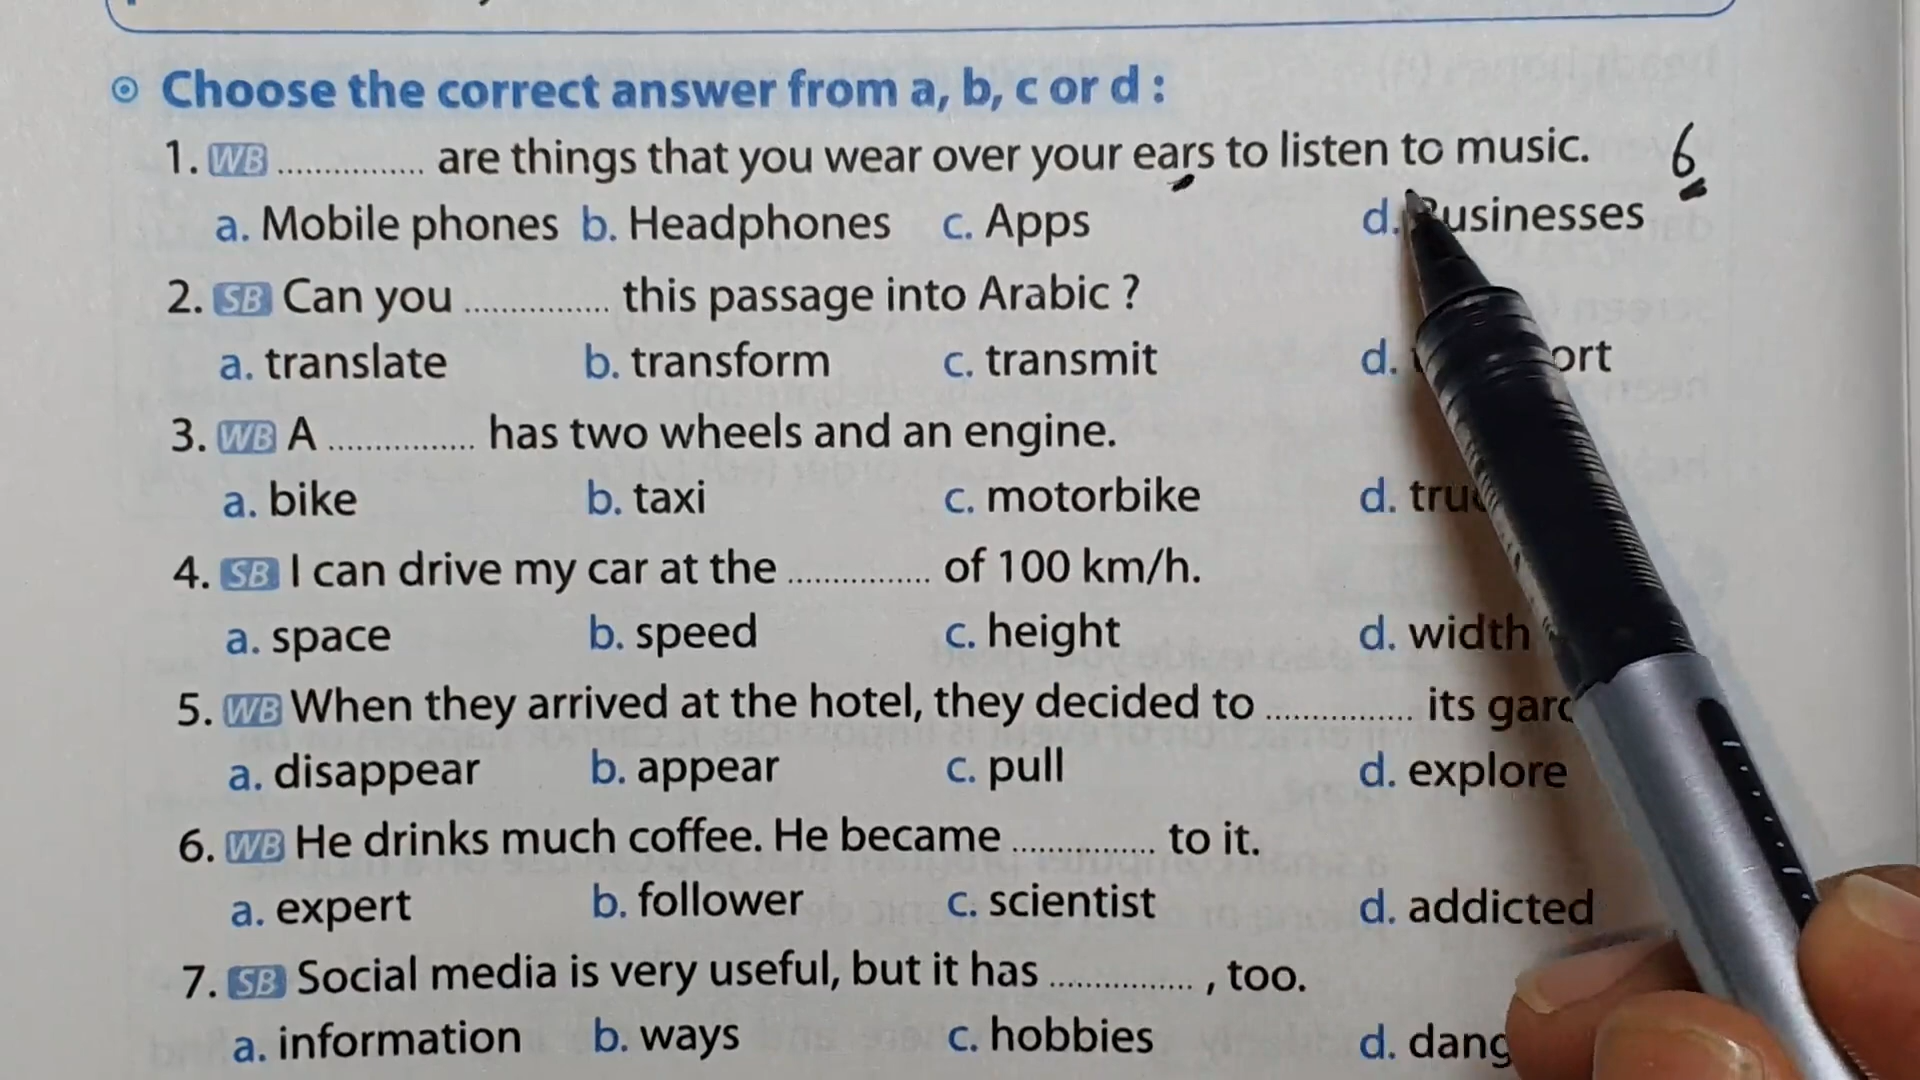 Choose the correct answer from a, b, c or d :
1. WB ............... are things that you wear over your ears to listen to music. 6
a. Mobile phones b. Headphones c. Apps d. Businesses
2. SB Can you ............... this passage into Arabic ?
a. translate b. transform c. transmit d.
3. WB A ............... has two wheels and an engine.
a. bike b. taxi c. motorbike d.
4. SB I can drive my car at the ............... of 100 km/h.
a. space b. speed c. height d. width
5. WB When they arrived at the hotel, they decided to ............... its
a. disappear b. appear c. pull d. explore
6. WB He drinks much coffee. He became ............... to it.
a. expert b. follower c. scientist d. addicted
7. SB Social media is very useful, but it has ............... , too.
a. information b. ways c. hobbies d.